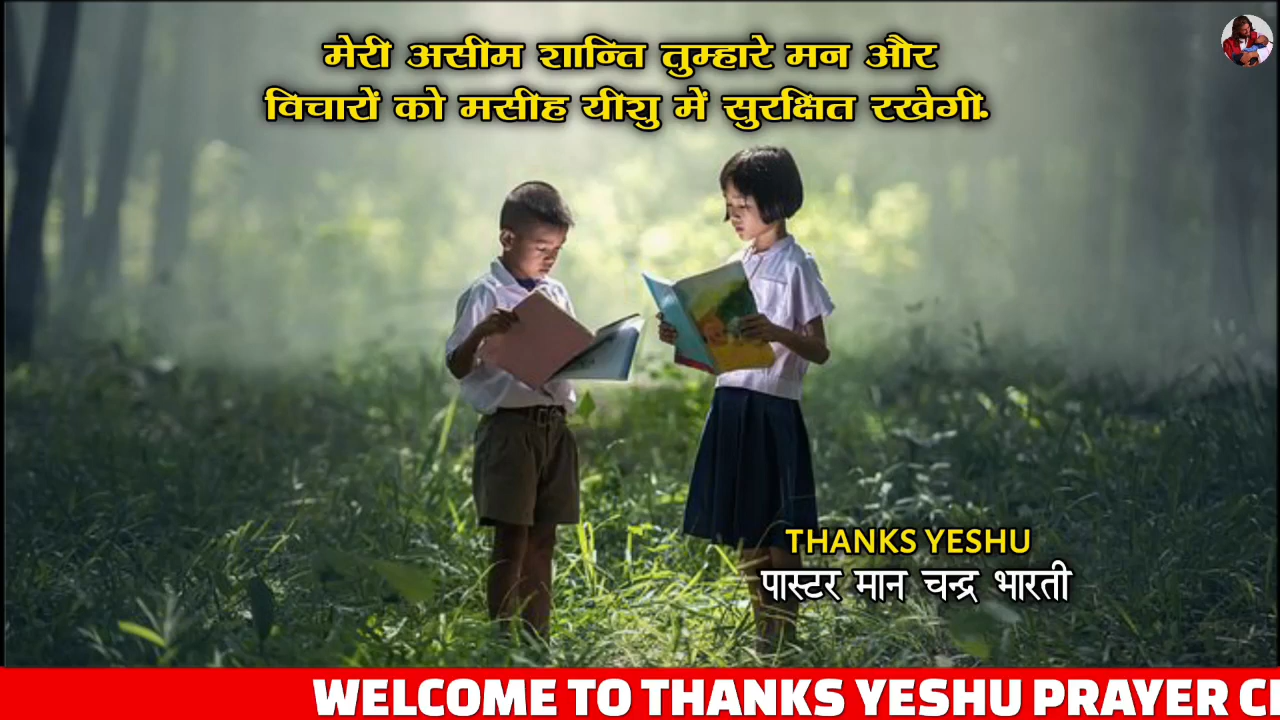 मेरी असीम शान्ति तुम्हारे मन और
विचारों को मसीह यीशु में सुरक्षित रखेगी.
THANKS YESHU
पास्टर मान चन्द्र भारती
WELCOME TO THANKS YESHU PRAYER